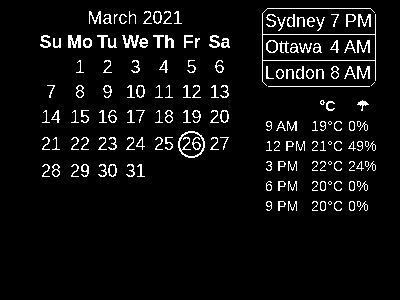 March 2021
Su Mo Tu We Th Fr Sa
1 2 3 4 5 6
7 8 9 10 11 12 13
14 15 16 17 18 19 20
21 22 23 24 25 26 27
28 29 30 31
Sydney 7 PM
Ottawa 4 AM
London 8 AM
°C ☂
9 AM 19°C 0%
12 PM 21°C 49%
3 PM 22°C 24%
6 PM 20°C 0%
9 PM 20°C 0%